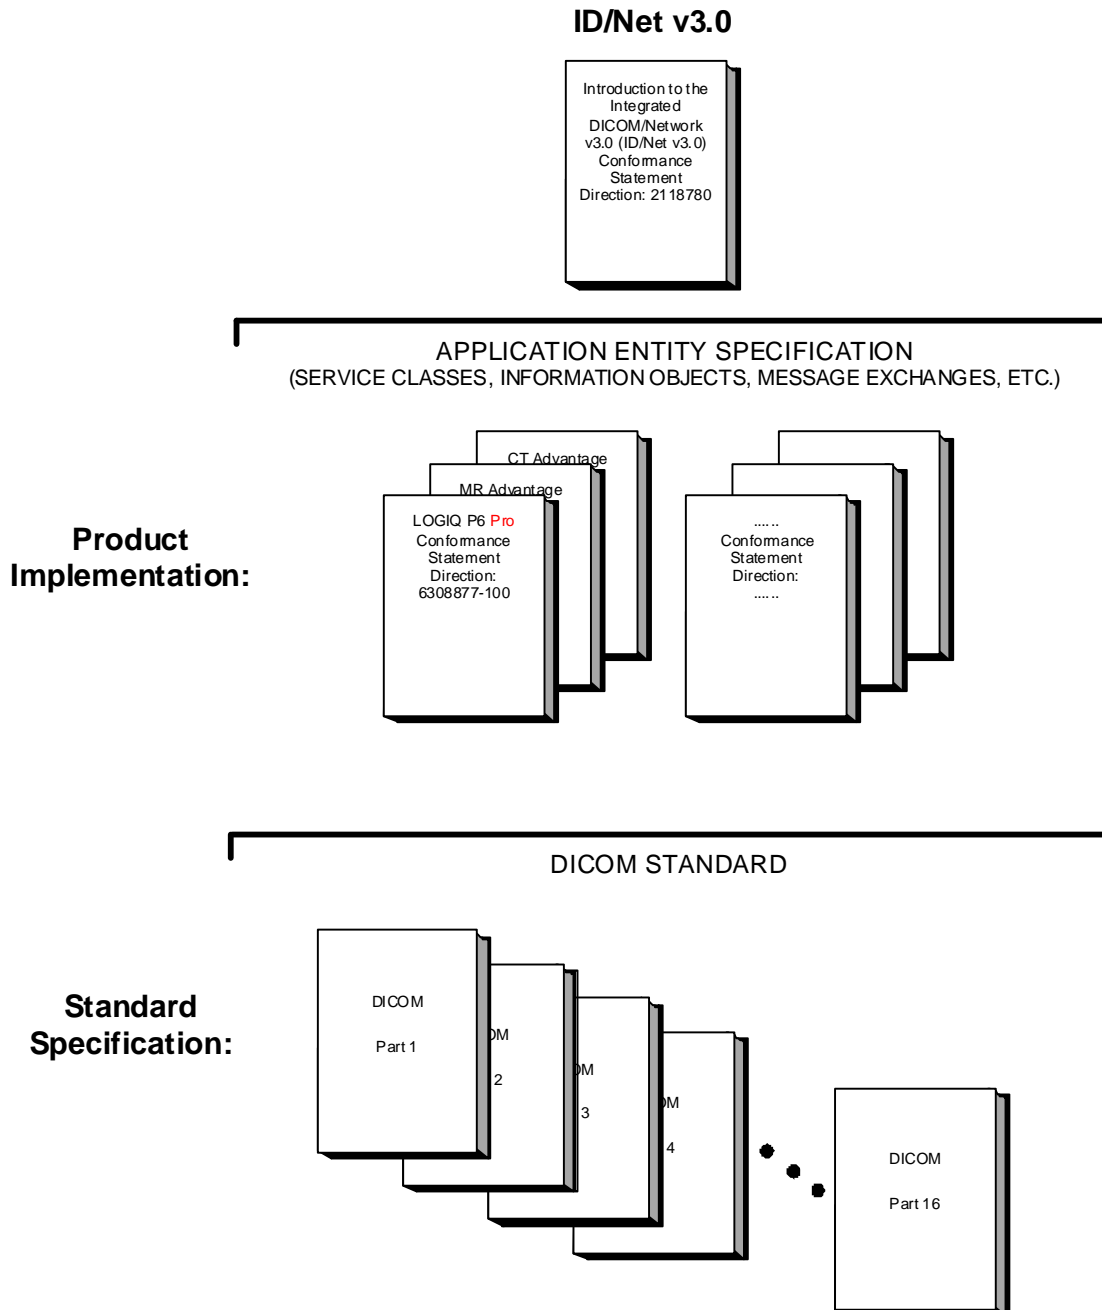 ID/Net v3.0
Introduction to the
Integrated
DICOM/Network
v3.0 (ID/Net v3.0)
Conformance
Statement
Direction: 2118780
APPLICATION ENTITY SPECIFICATION
(SERVICE CLASSES, INFORMATION OBJECTS, MESSAGE EXCHANGES, ETC.)
Product
Implementation:
CT Advantage
MR Advantage
LOGIQ P6 Pro
Conformance
Statement
Direction:
6308877-100
......
Conformance
Statement
Direction:
......
DICOM STANDARD
Standard
Specification:
DICOM
Part 1
OM
2
OM
3
OM
4
DICOM
Part 16